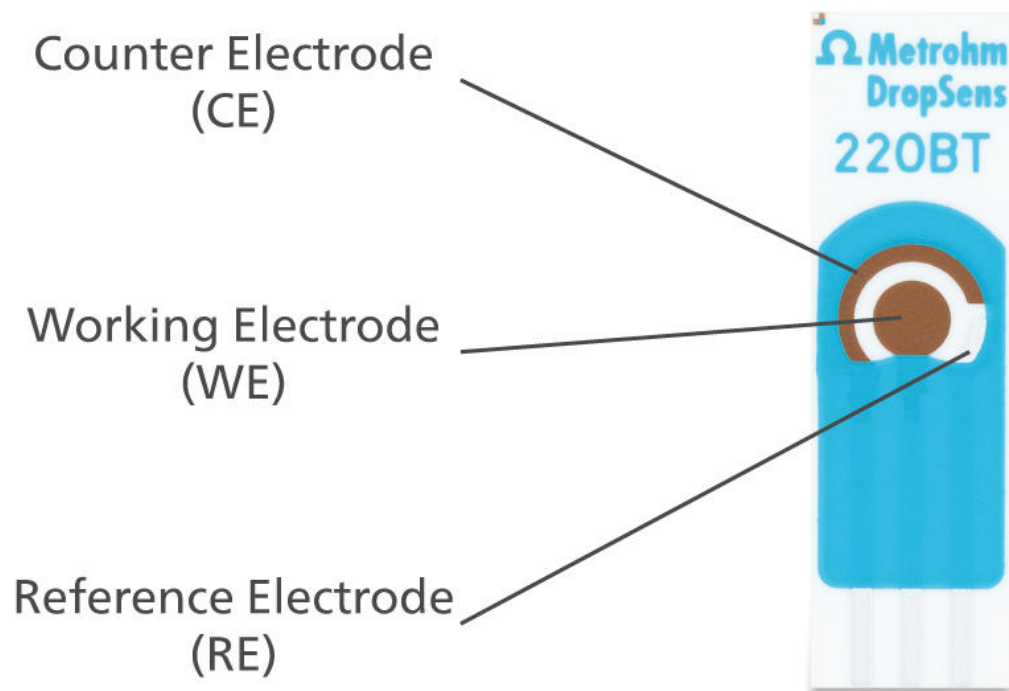 Counter Electrode
(CE)
Working Electrode
(WE)
Reference Electrode
(RE)
Ω Metrohm
DropSens
220BT